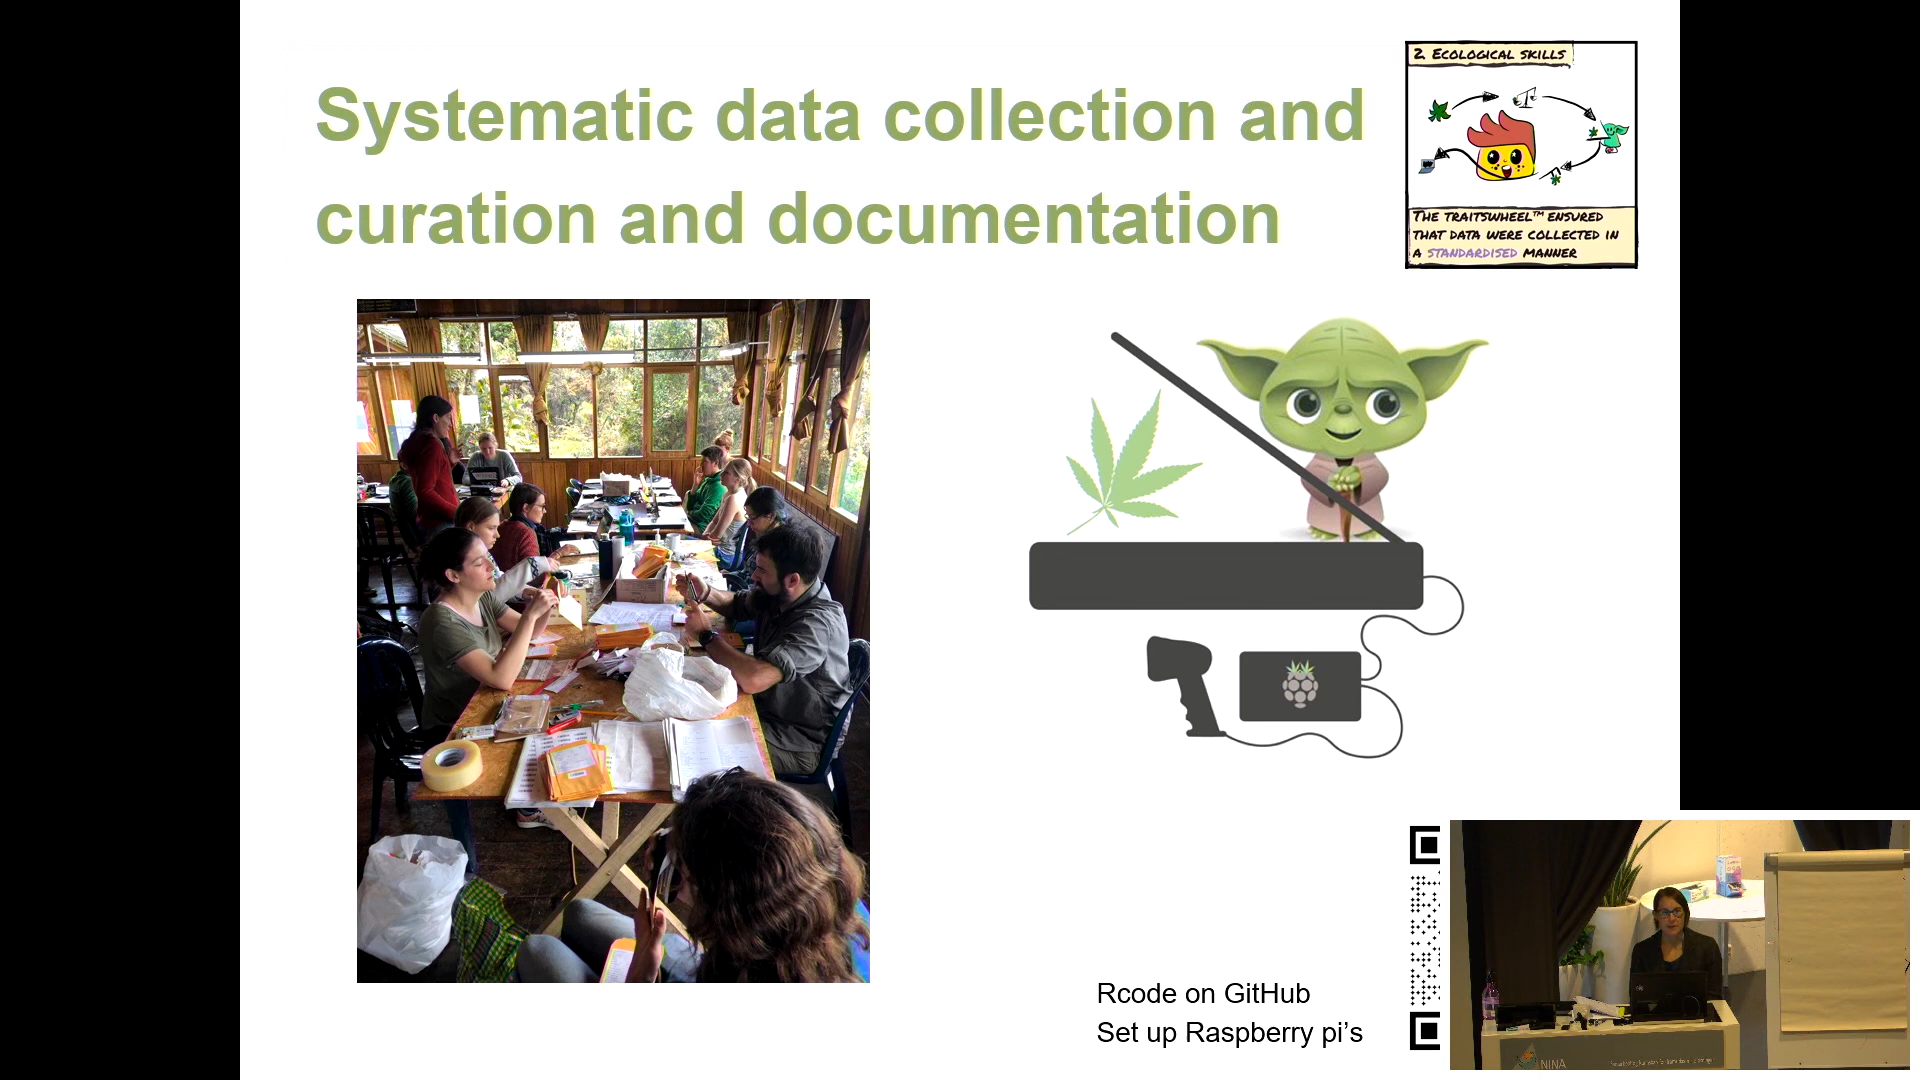 Systematic data collection and
curation and documentation
2. ECOLOGICAL SKILLS
THE TRAITSWHEEL™ ENSURED
THAT DATA WERE COLLECTED IN
A STANDARDISED MANNER
Rcode on GitHub
Set up Raspberry pi's
NINA